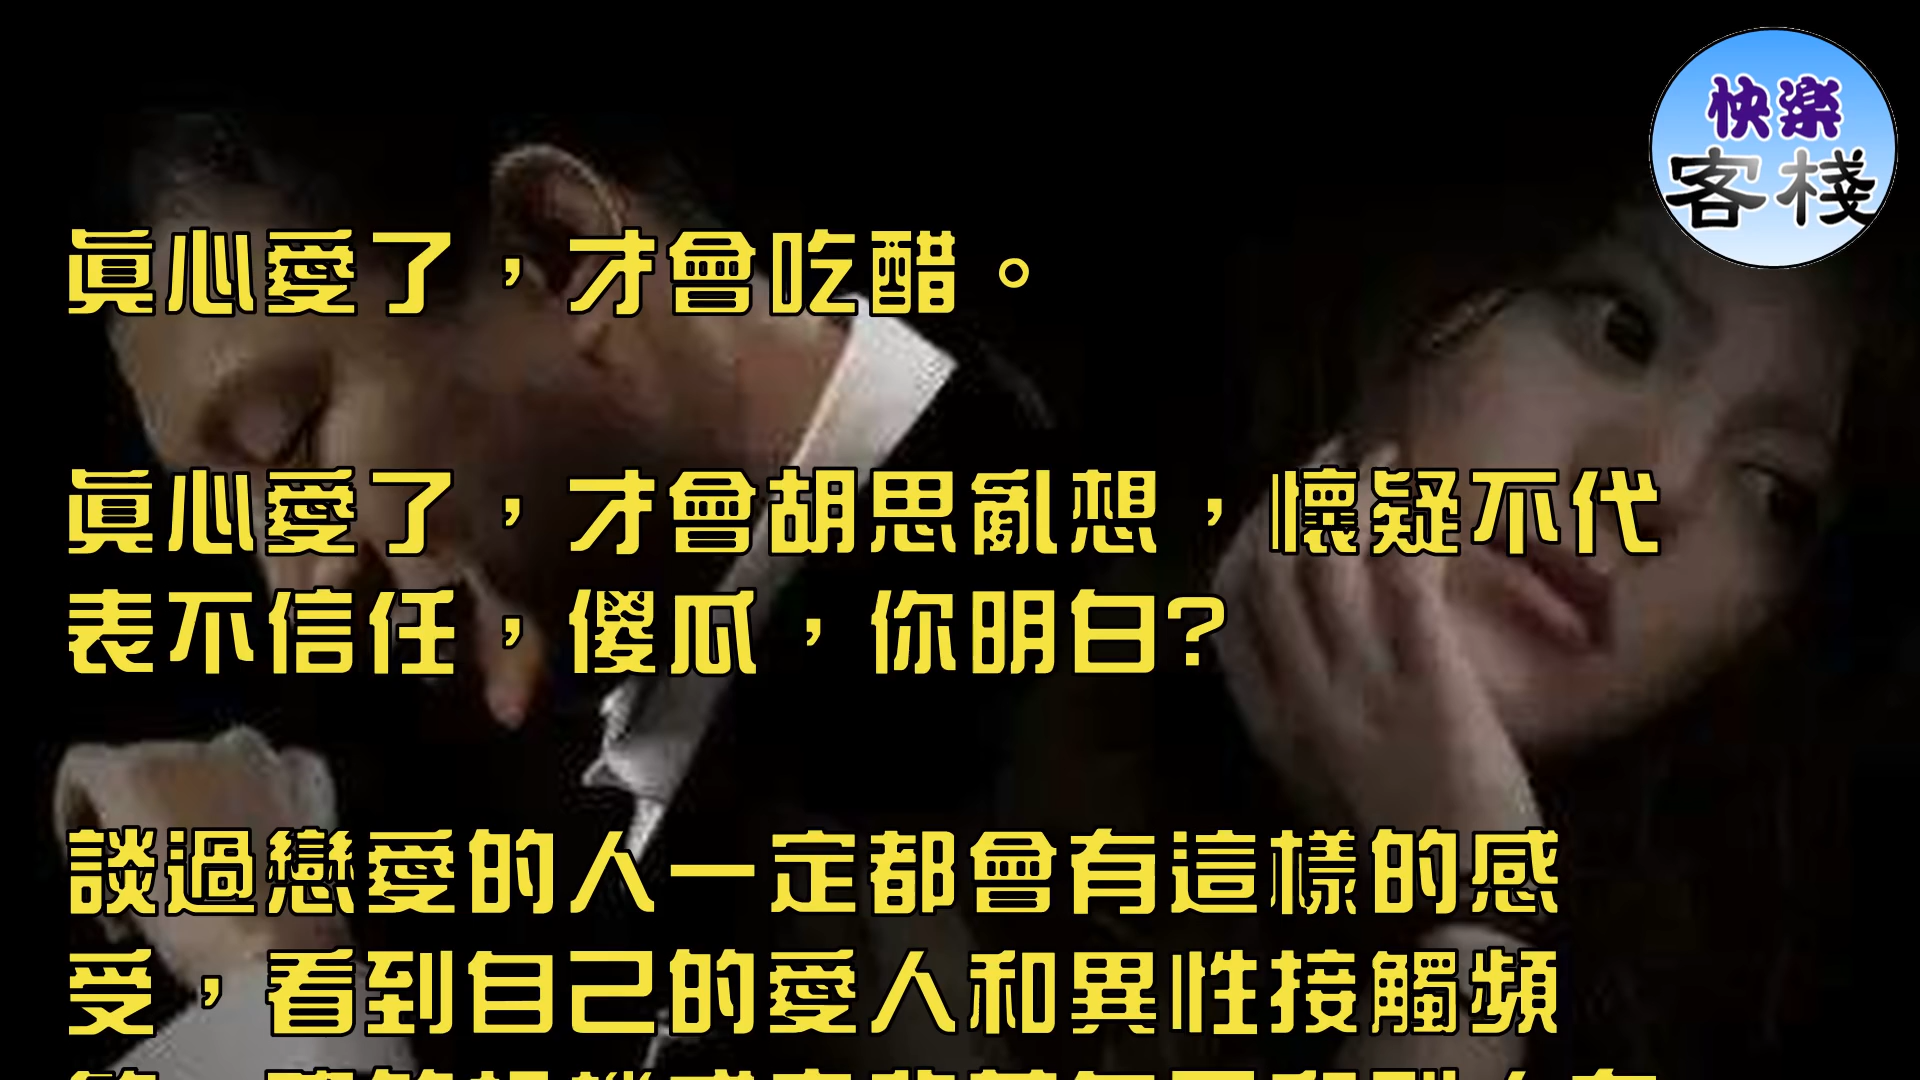 快楽
客棧
眞心愛了，才會吃醋。
眞心愛了，才會胡思亂想，懷疑不代
表不信任，傻瓜，你明白?
談過戀愛的人一定都會有這樣的感
受，看到自己的愛人和異性接觸頻